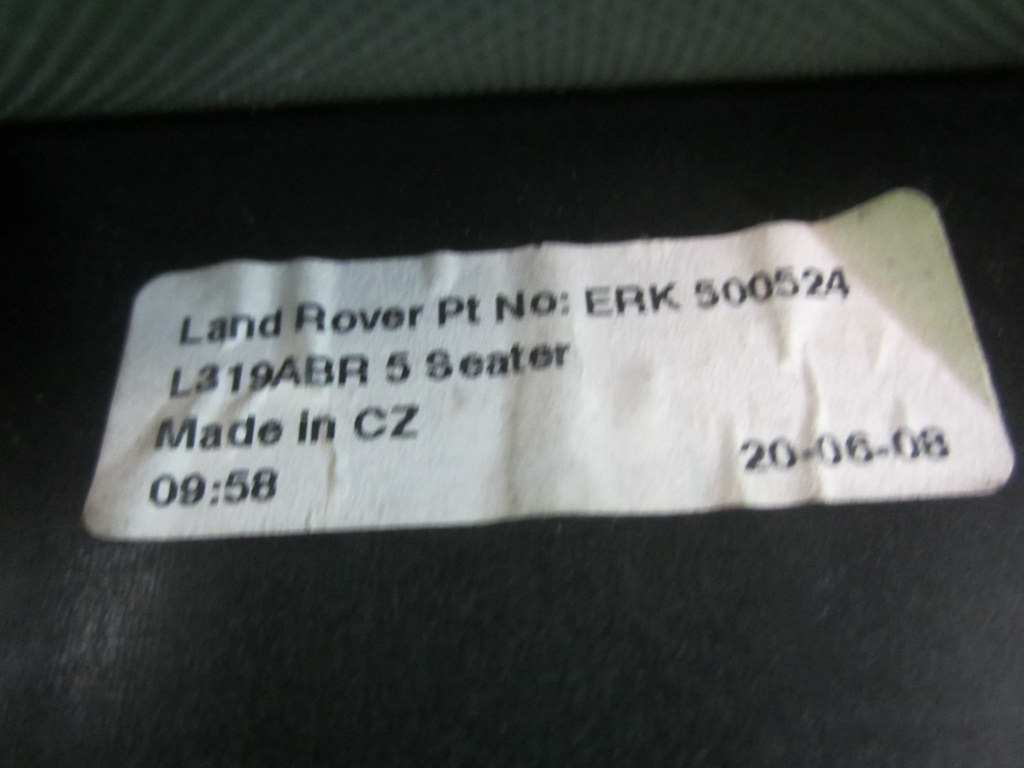 Land Rover Pt No: ERK 500524
L319ABR 5 Seater
Made in CZ
09:58 20-06-08